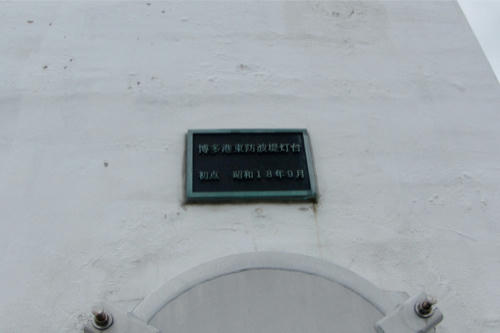 博多港東防波堤灯台
初点　昭和18年9月